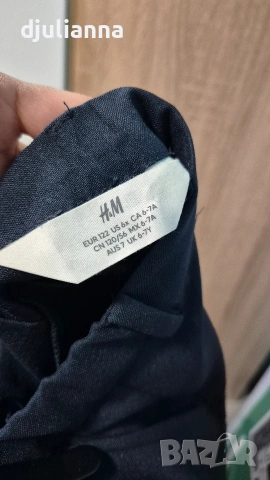 djulianna
H&M
EUR 122 US 6x CA 6-7A
CN 120/56 MX 6-7A
AUS 7 UK 6-7Y
BAZAR